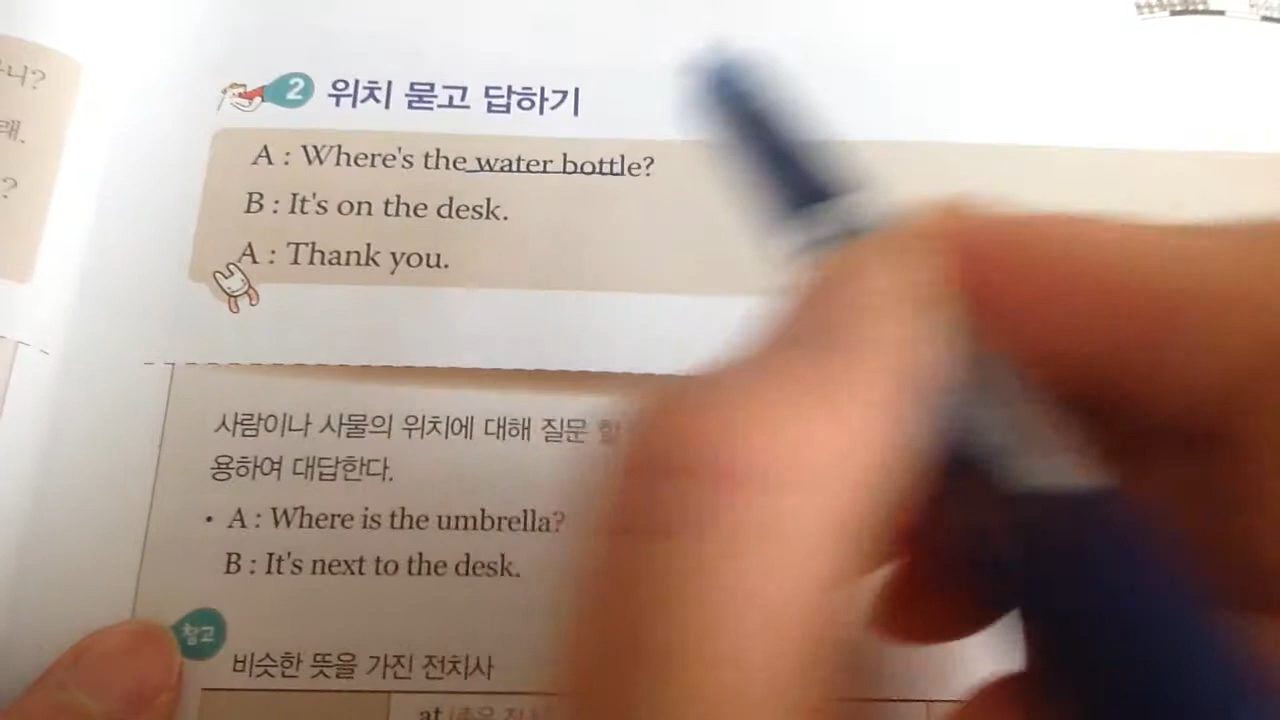 니?
래.
?
2 위치 묻고 답하기
A : Where's the water bottle?
B : It's on the desk.
A : Thank you.
사람이나 사물의 위치에 대해 질문 할
용하여 대답한다.
• A : Where is the umbrella?
B : It's next to the desk.
참고
비슷한 뜻을 가진 전치사
at